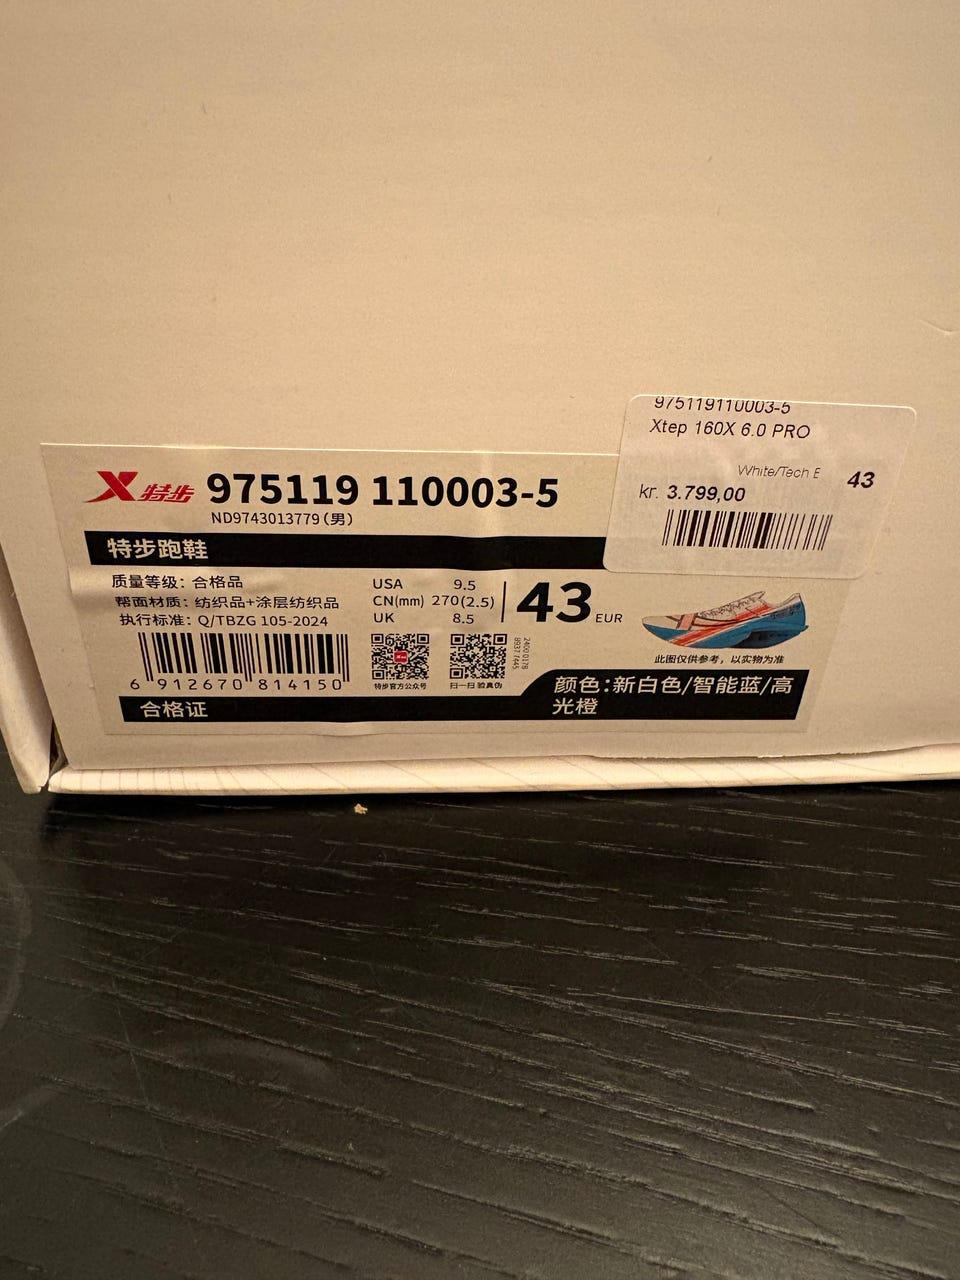 975119110003-5
Xtep 160X 6.0 PRO
White/Tech E
43
kr. 3.799,00
X 特步 975119 110003-5
ND9743013779(男)
特步跑鞋
质量等级: 合格品
帮面材质: 纺织品+涂层纺织品
执行标准: Q/TBZG 105-2024
6 912670 814150
USA 9.5
CN(mm) 270(2.5)
UK 8.5
43 EUR
特步官方公众号
扫一扫 验真伪
此图仅供参考，以实物为准
颜色:新白色/智能蓝/高
光橙
合格证